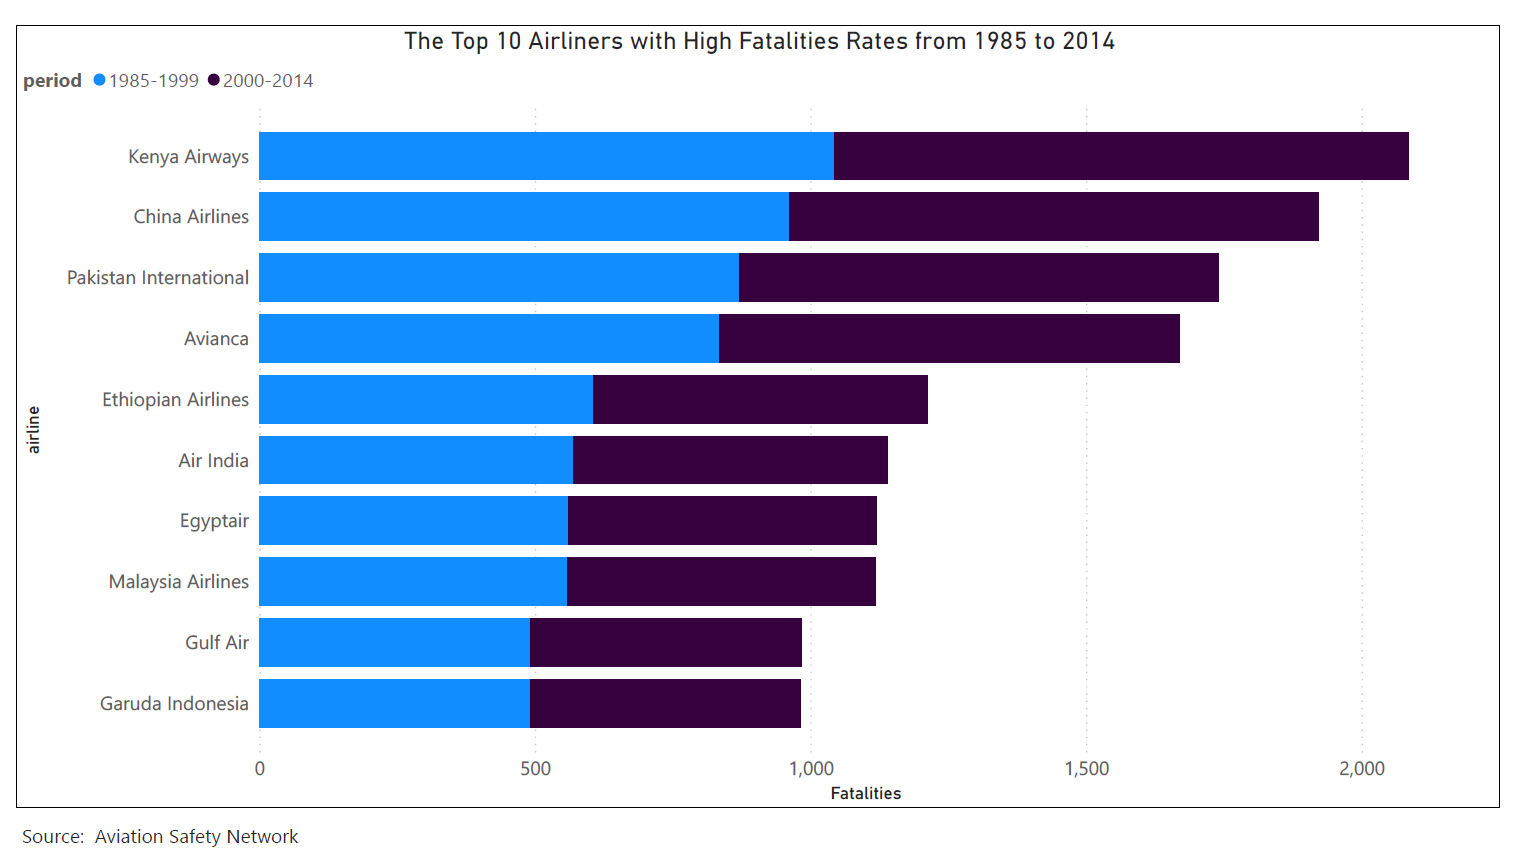 The Top 10 Airliners with High Fatalities Rates from 1985 to 2014
period 1985-1999 2000-2014
airline
Kenya Airways
China Airlines
Pakistan International
Avianca
Ethiopian Airlines
Air India
Egyptair
Malaysia Airlines
Gulf Air
Garuda Indonesia
0 500 1,000 1,500 2,000
Fatalities
Source: Aviation Safety Network